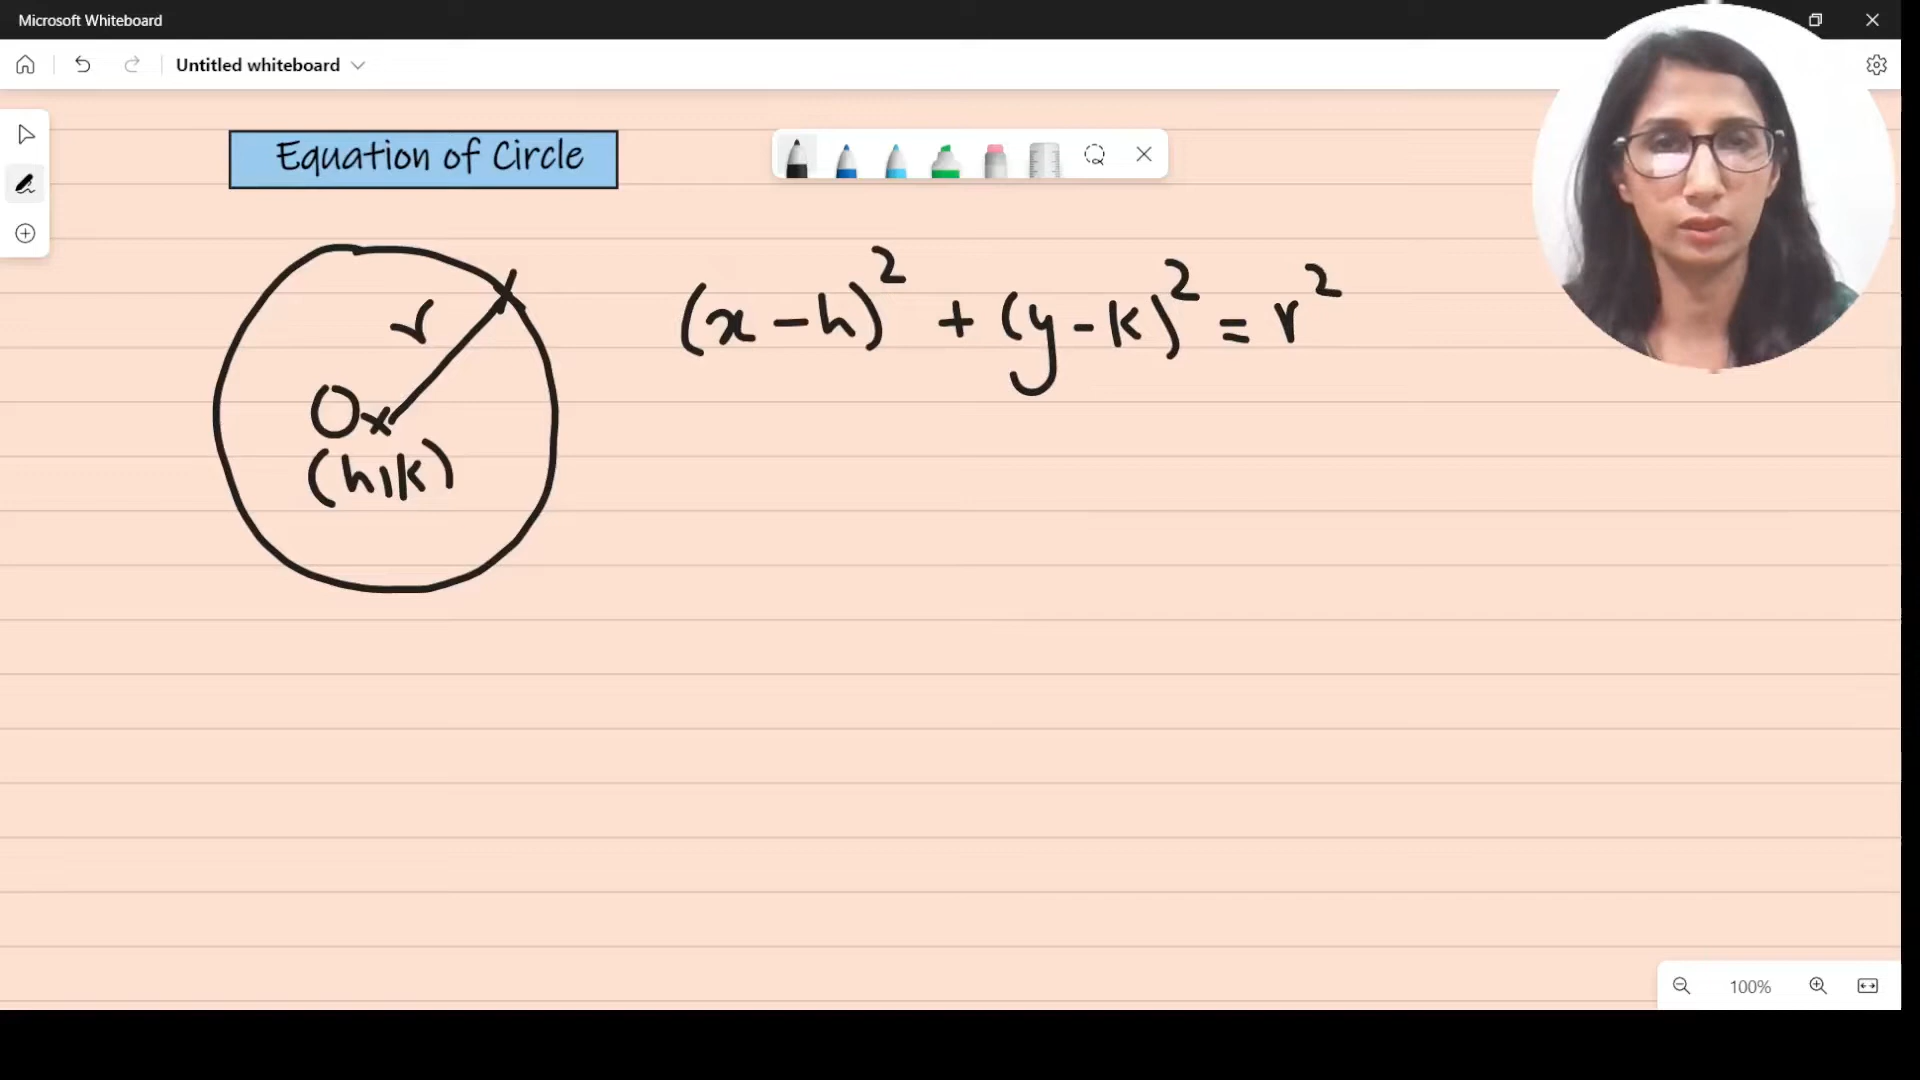 Microsoft Whiteboard
Untitled whiteboard
Equation of Circle
r
O
(h,k)
(x-h)² + (y-k)² = r²
100%